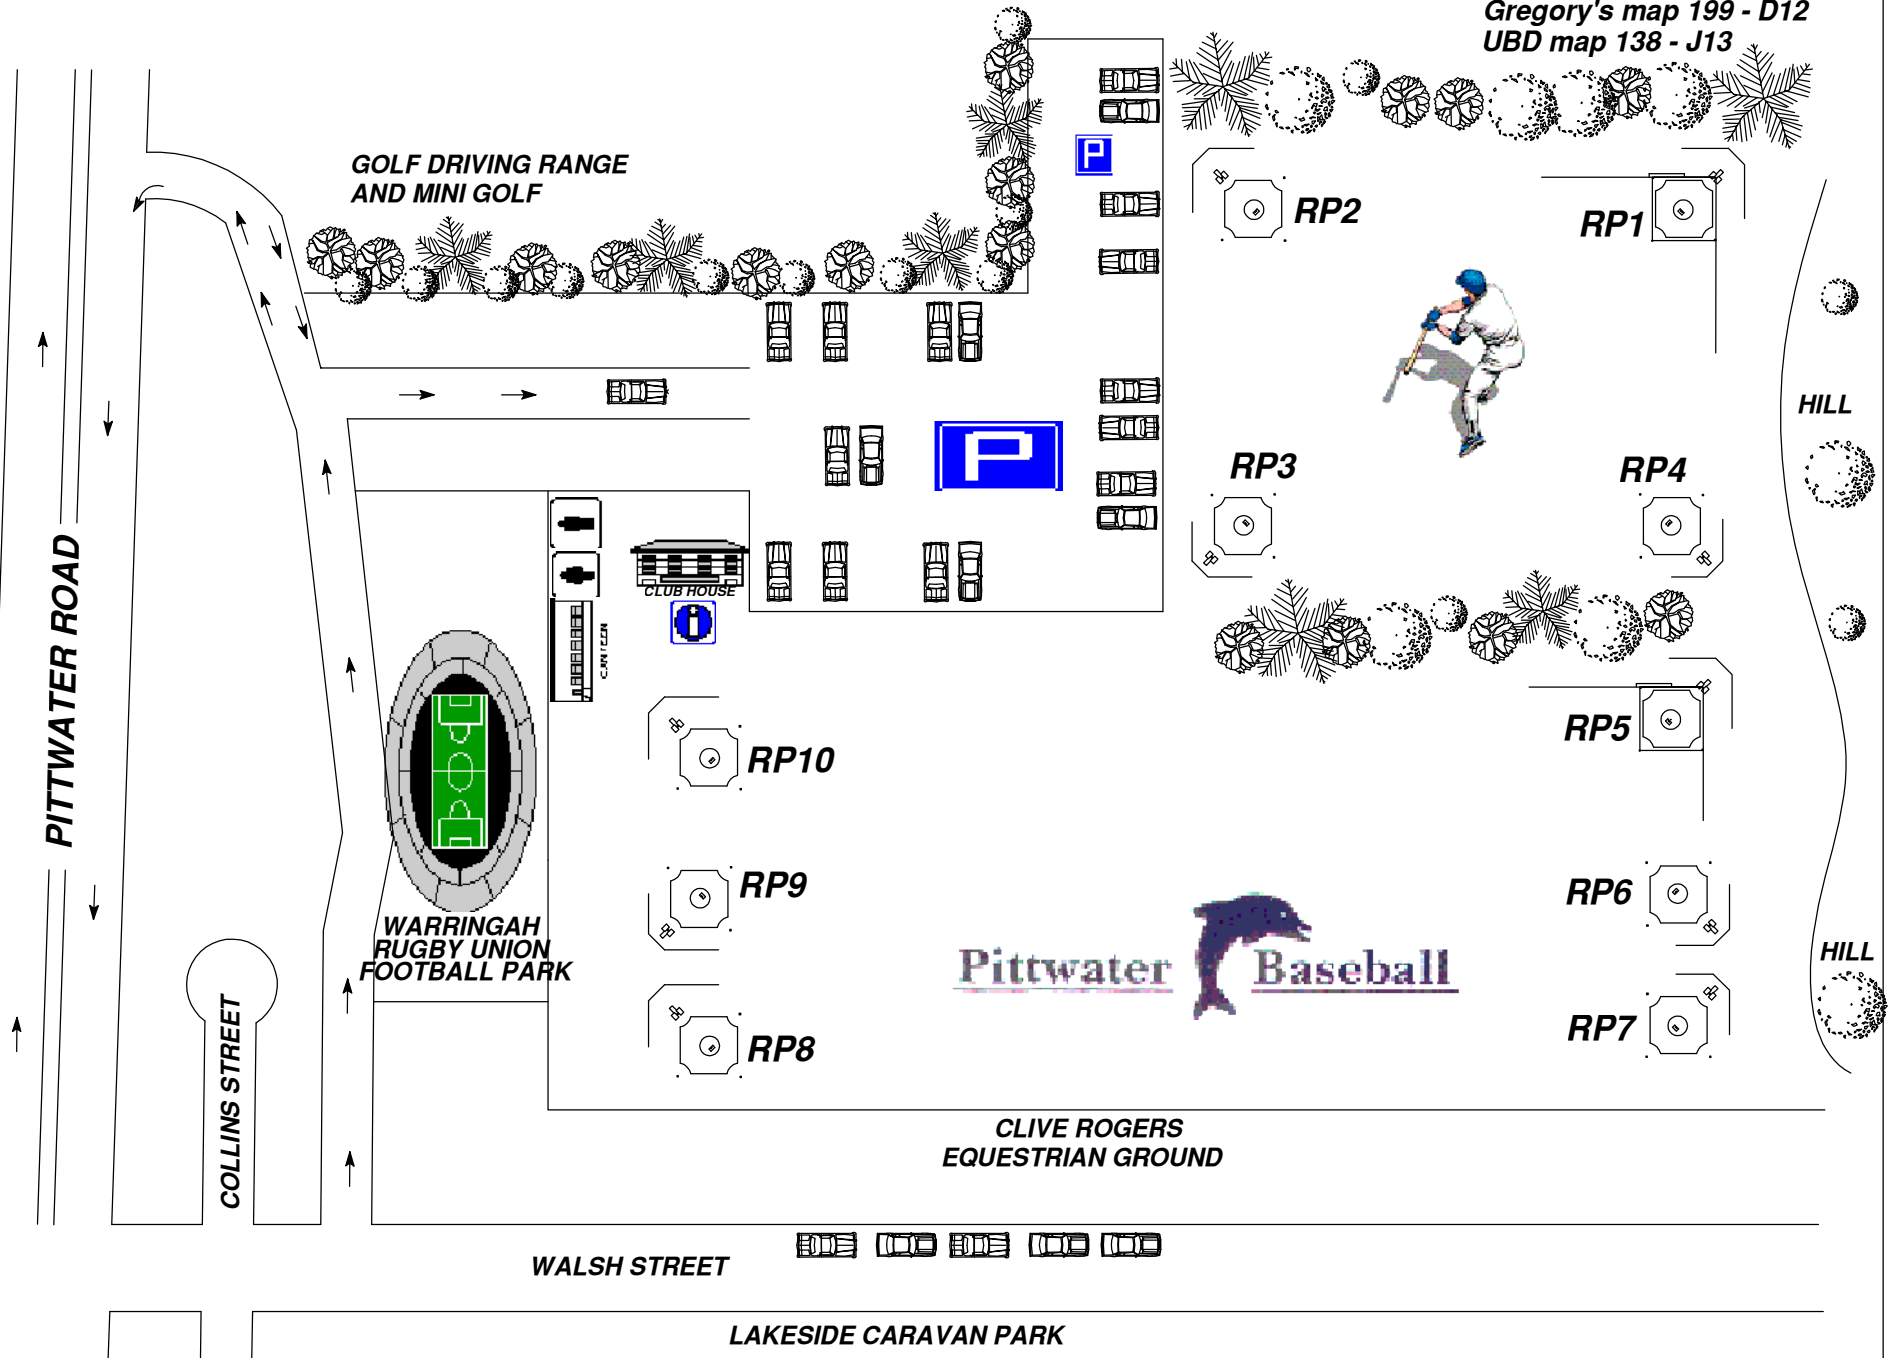 Gregory's map 199 - D12
UBD map 138 - J13
GOLF DRIVING RANGE
AND MINI GOLF
P
RP2
RP1
HILL
P
RP3
RP4
PITTWATER ROAD
CLUB HOUSE
CANTEEN
RP5
RP10
RP9
RP6
WARRINGAH
RUGBY UNION
FOOTBALL PARK
Pittwater Baseball
HILL
RP8
RP7
COLLINS STREET
CLIVE ROGERS
EQUESTRIAN GROUND
WALSH STREET
LAKESIDE CARAVAN PARK